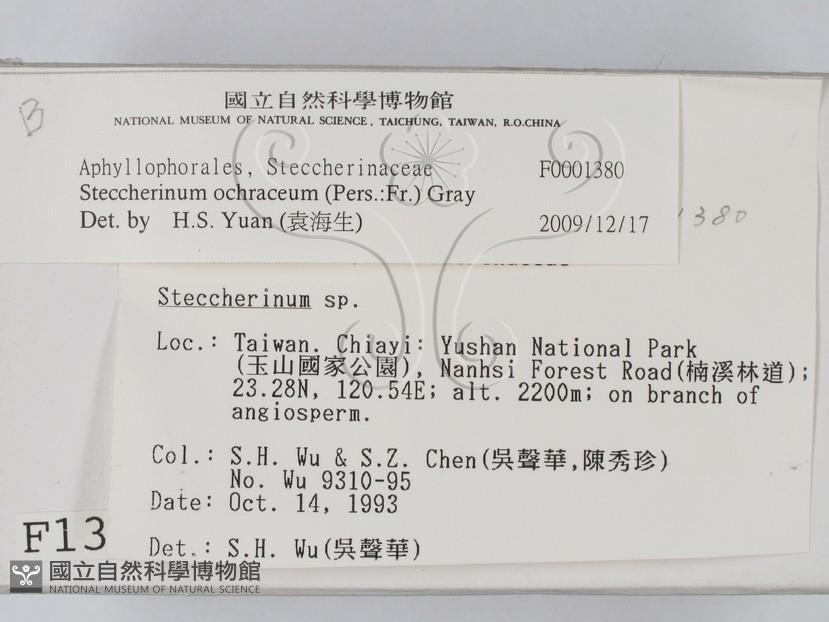 B
國立自然科學博物館
NATIONAL MUSEUM OF NATURAL SCIENCE, TAICHUNG, TAIWAN, R.O.CHINA
Aphyllophorales, Steccherinaceae F0001380
Steccherinum ochraceum (Pers.:Fr.) Gray
Det. by H.S. Yuan (袁海生) 2009/12/17
1380
Steccherinum sp.
Loc.: Taiwan. Chiayi: Yushan National Park
(玉山國家公園), Nanhsi Forest Road(楠溪林道);
23.28N, 120.54E; alt. 2200m; on branch of
angiosperm.
Col.: S.H. Wu & S.Z. Chen(吳聲華,陳秀珍)
No. Wu 9310-95
Date: Oct. 14, 1993
F13
Det.: S.H. Wu(吳聲華)
國立自然科學博物館
NATIONAL MUSEUM OF NATURAL SCIENCE